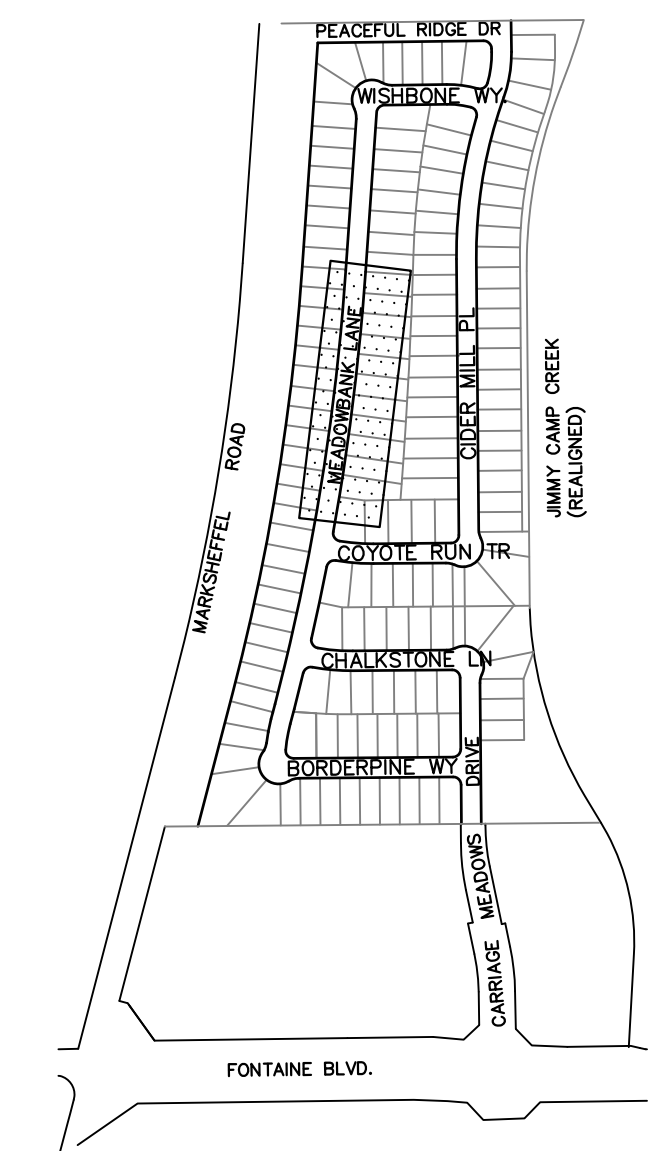 PEACEFUL RIDGE DR
WISHBONE WY.
MEADOWBANK LANE
CIDER MILL PL
JIMMY CAMP CREEK
(REALIGNED)
MARKSHEFFEL ROAD
COYOTE RUN TR
CHALKSTONE LN
BORDERPINE WY
CARRIAGE MEADOWS DRIVE
FONTAINE BLVD.